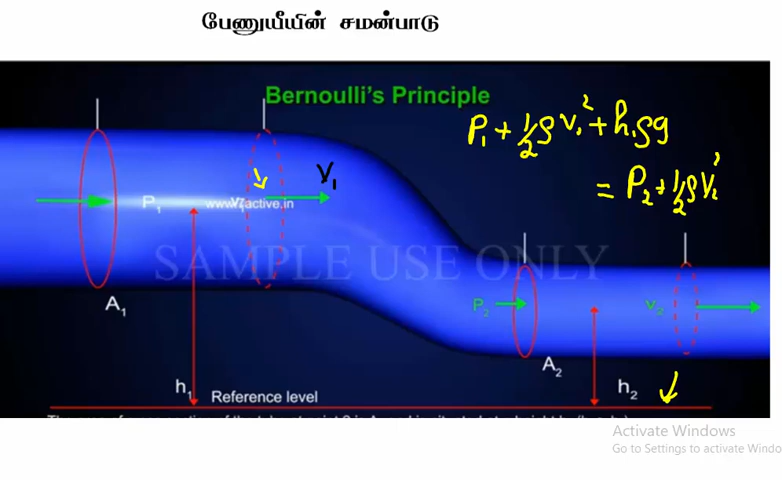 பேணுயீயின் சமன்பாடு
Bernoulli's Principle
P₁ + ½ρv₁² + h₁ρg
= P₂ + ½ρv₂²
V₁
P₁
www. active.in
SAMPLE USE ONLY
A₁
P₂
v₂
A₂
h₁
h₂
Reference level
Activate Windows
Go to Settings to activate Windo